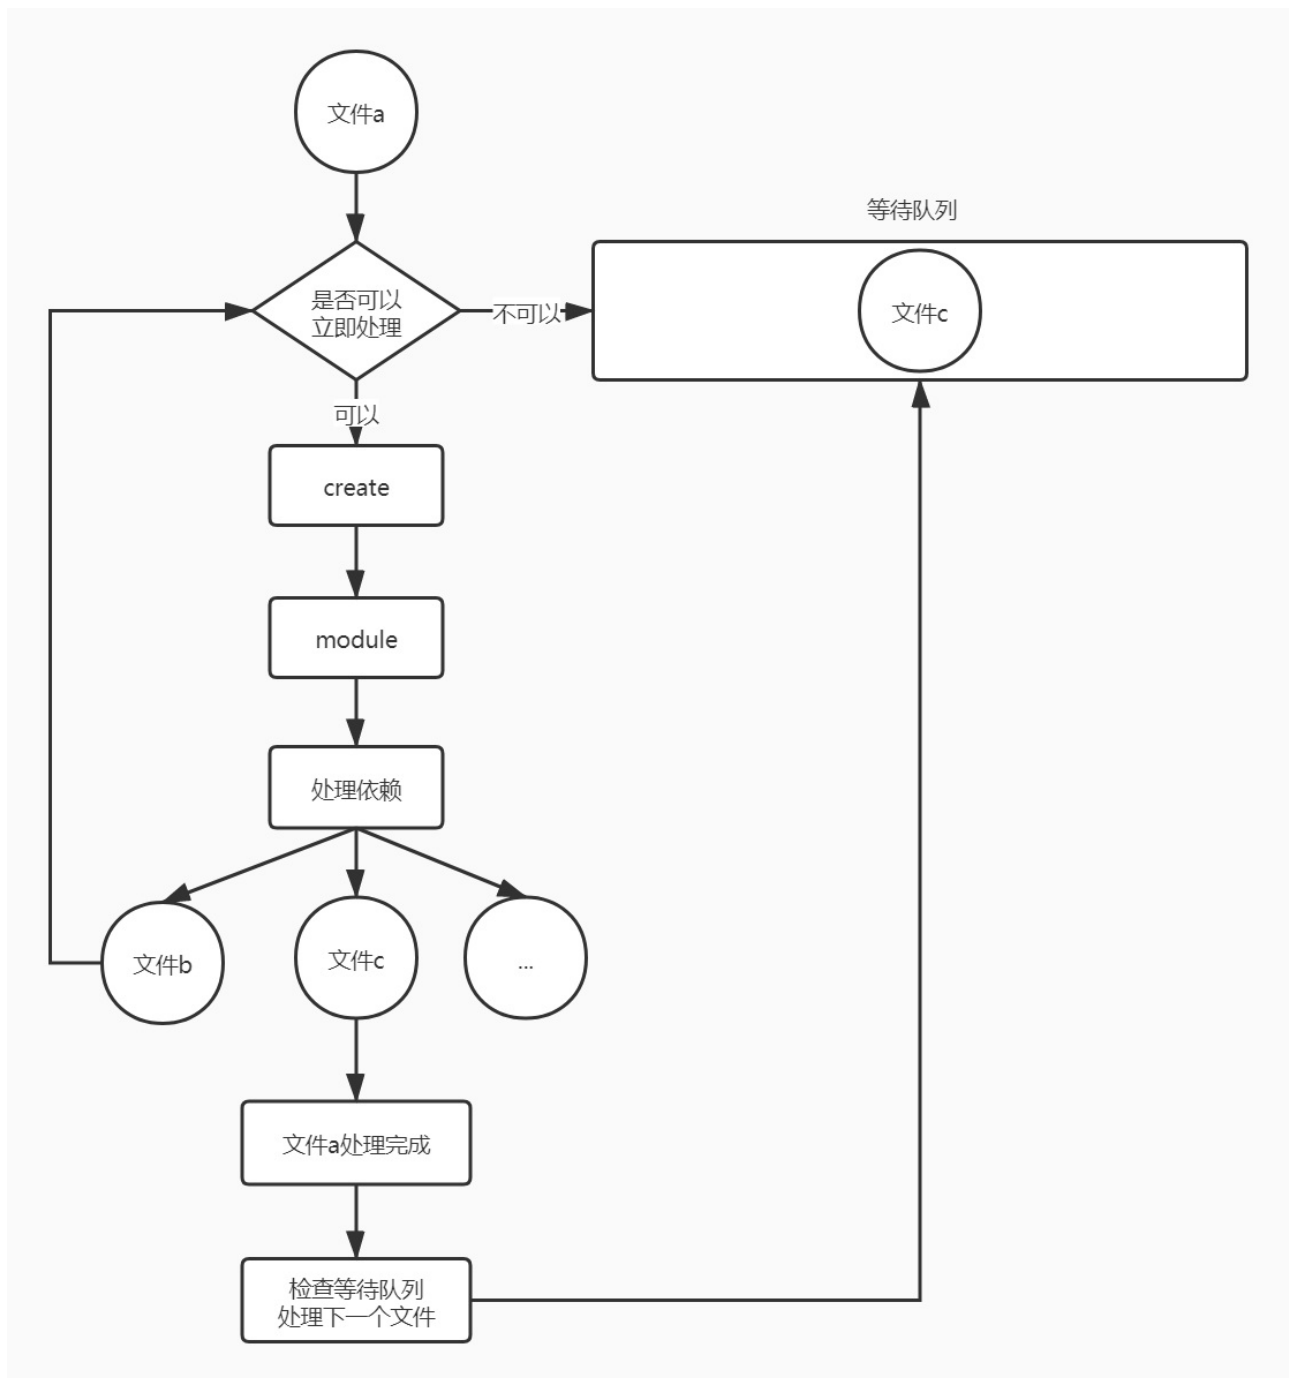 文件a
等待队列
是否可以
立即处理
不可以
文件c
可以
create
module
处理依赖
文件b
文件c
...
文件a处理完成
检查等待队列
处理下一个文件